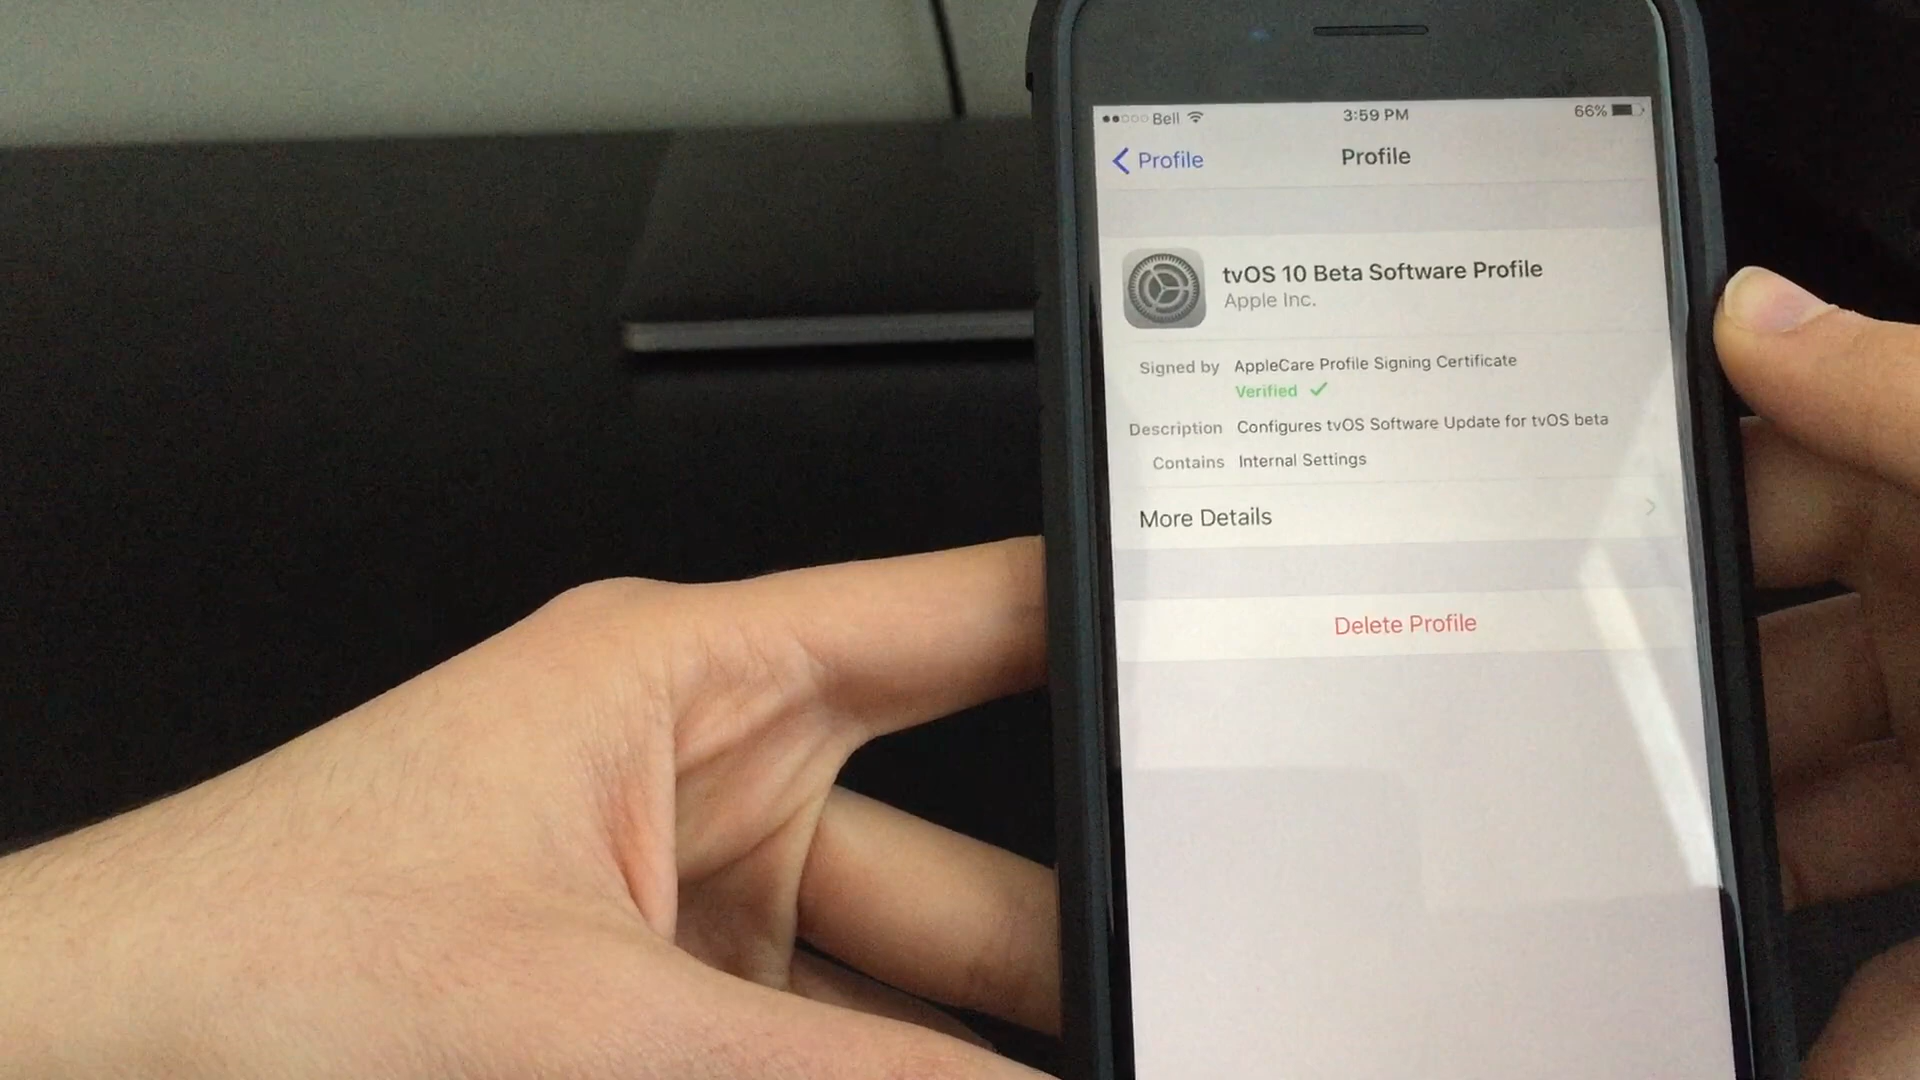 Bell 3:59 PM 66%
Profile Profile
tvOS 10 Beta Software Profile
Apple Inc.
Signed by AppleCare Profile Signing Certificate
Verified
Description Configures tvOS Software Update for tvOS beta
Contains Internal Settings
More Details
Delete Profile